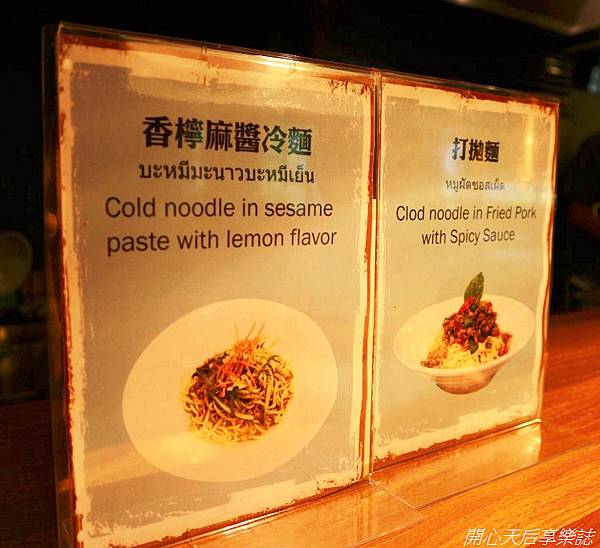 香檸麻醬冷麵
บะหมีมะนาวบะหมีเย็น
Cold noodle in sesame
paste with lemon flavor
打拋麵
หมูผัดซอสเผ็ด
Clod noodle in Fried Pork
with Spicy Sauce
開心天后享樂誌